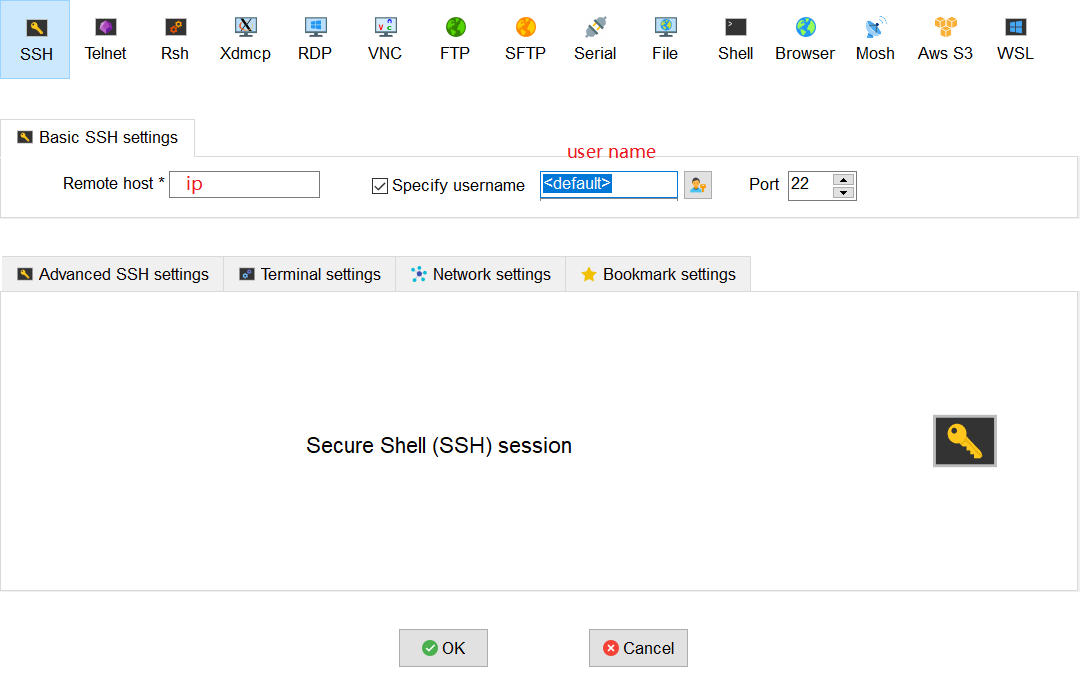 SSH Telnet Rsh Xdmcp RDP VNC FTP SFTP Serial File Shell Browser Mosh Aws S3 WSL
Basic SSH settings
user name
Remote host * ip Specify username <default> Port 22
Advanced SSH settings Terminal settings Network settings Bookmark settings
Secure Shell (SSH) session
OK Cancel